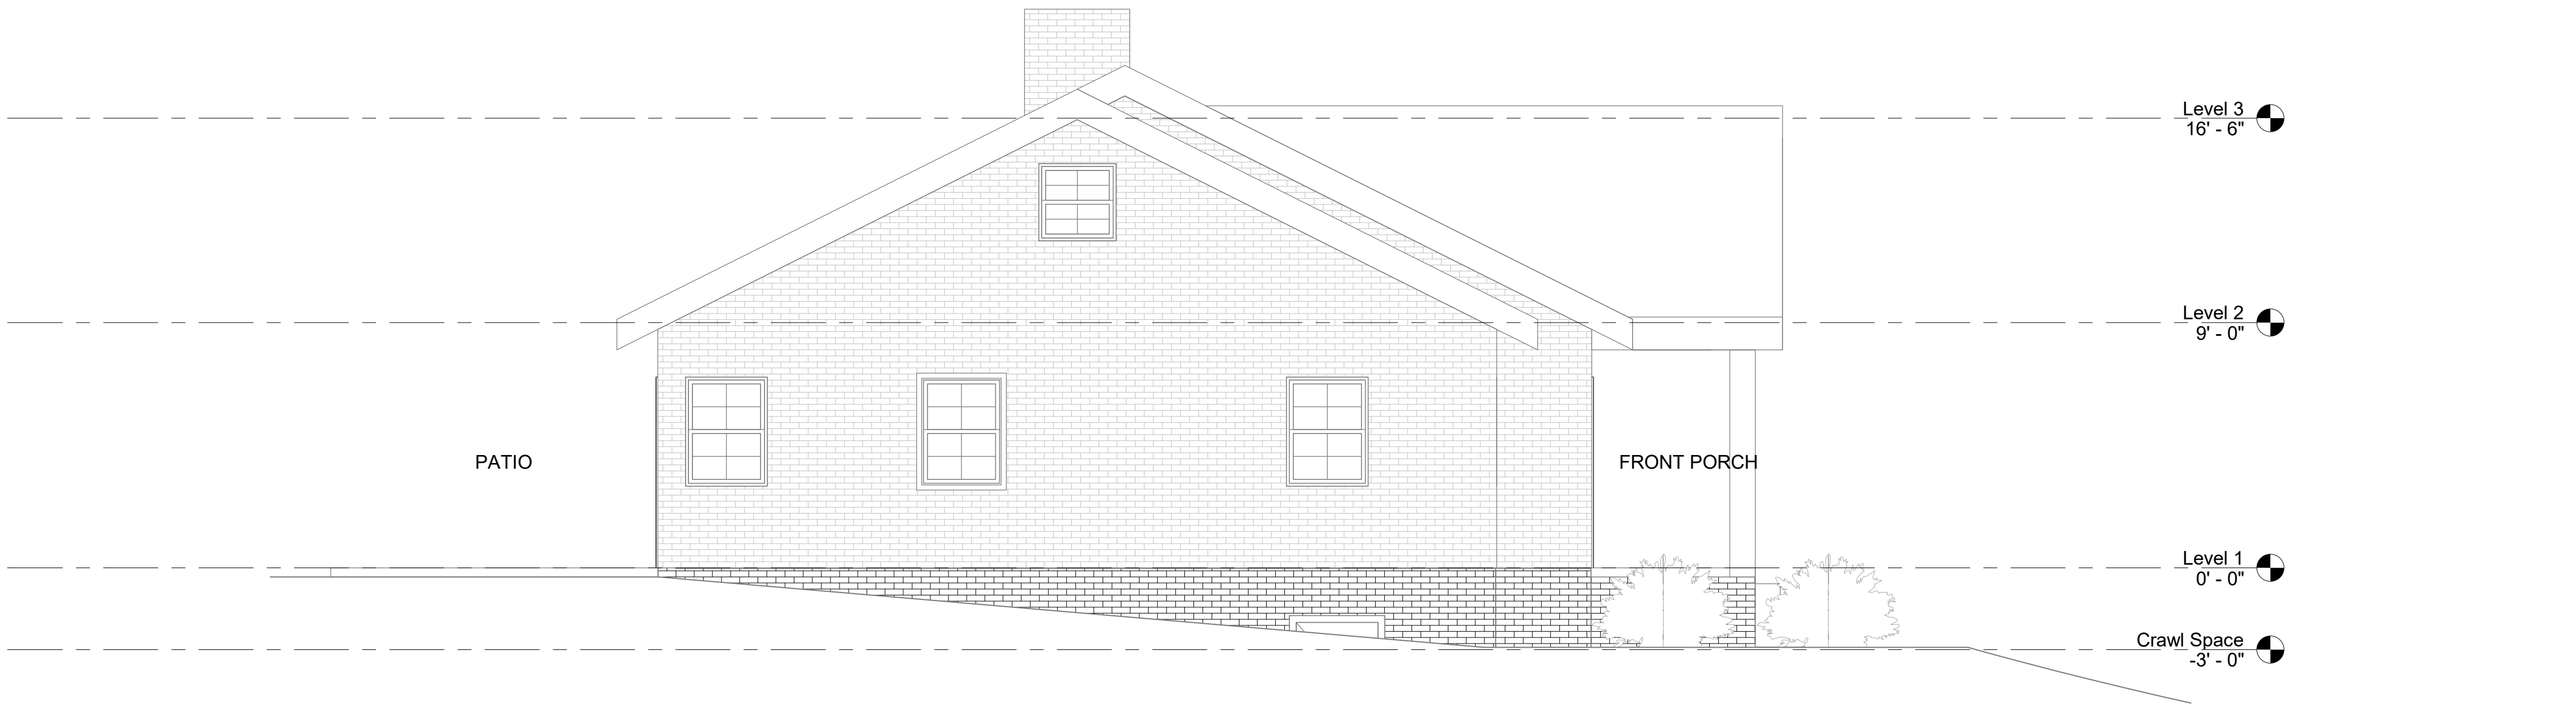 Level 3
16' - 6"
Level 2
9' - 0"
PATIO
FRONT PORCH
Level 1
0' - 0"
Crawl Space
-3' - 0"